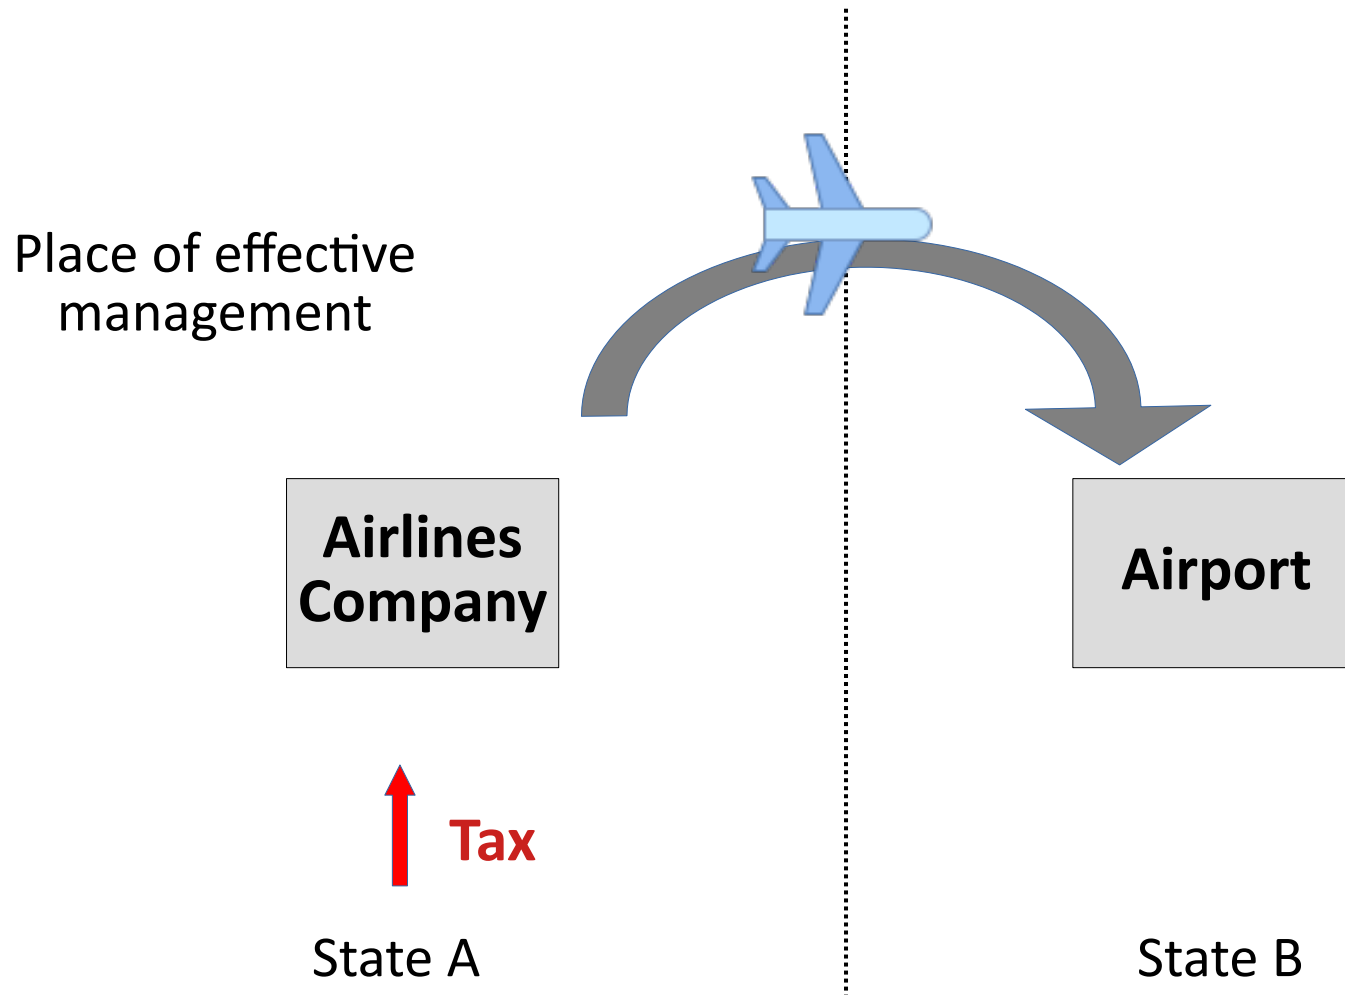 Place of effective
management
Airlines
Company
Airport
Tax
State A
State B